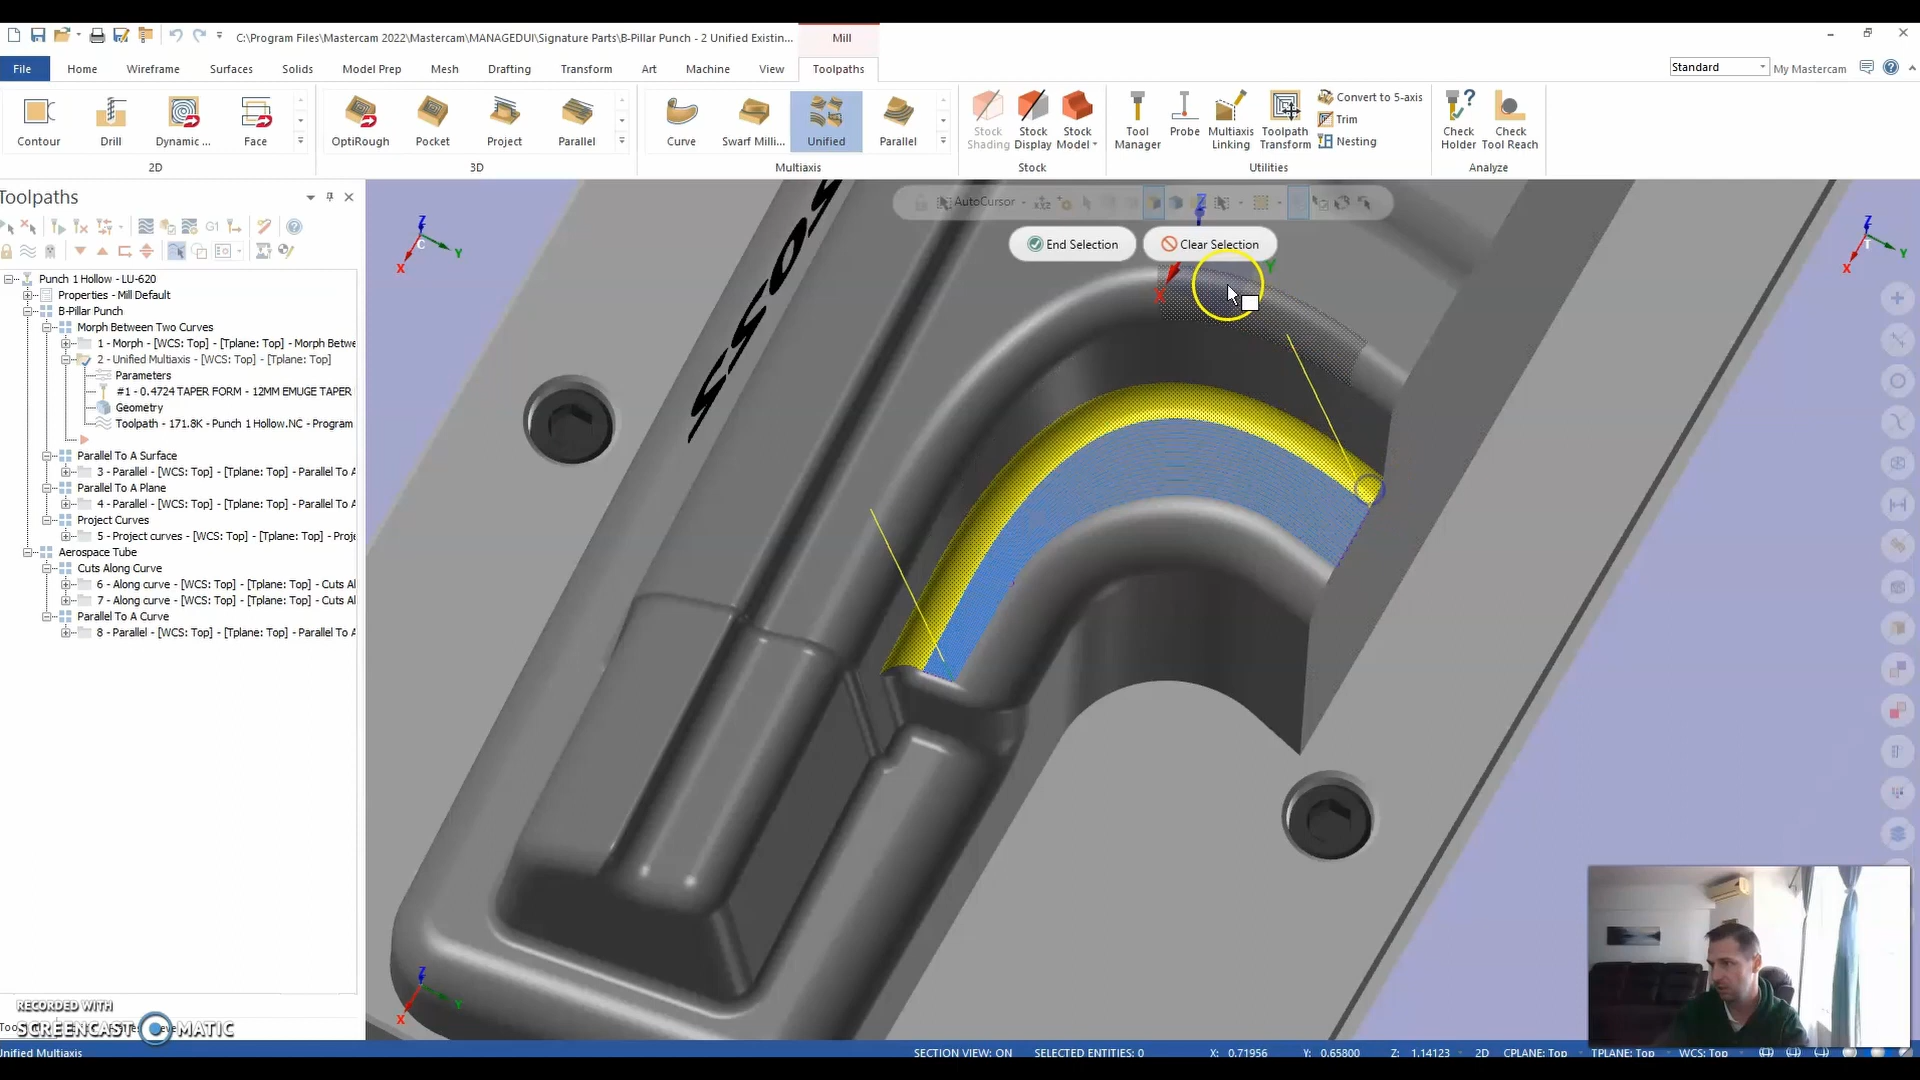 C:\Program Files\Mastercam 2022\Mastercam\MANAGEDUI\Signature Parts\B-Pillar Punch - 2 Unified Existin...
Mill
File
Home
Wireframe
Surfaces
Solids
Model Prep
Mesh
Drafting
Transform
Art
Machine
View
Toolpaths
Standard
My Mastercam
Contour
Drill
Dynamic ...
Face
OptiRough
Pocket
Project
Parallel
Curve
Swarf Milli...
Unified
Parallel
Stock Shading
Stock Display
Stock Model
Tool Manager
Probe
Multiaxis Linking
Toolpath Transform
Convert to 5-axis
Trim
Nesting
Check Holder
Check Tool Reach
2D
3D
Multiaxis
Stock
Utilities
Analyze
Toolpaths
G1
AutoCursor
End Selection
Clear Selection
Punch 1 Hollow - LU-620
Properties - Mill Default
B-Pillar Punch
Morph Between Two Curves
1 - Morph - [WCS: Top] - [Tplane: Top] - Morph Betwe
2 - Unified Multiaxis - [WCS: Top] - [Tplane: Top]
Parameters
#1 - 0.4724 TAPER FORM - 12MM EMUGE TAPER
Geometry
Toolpath - 171.8K - Punch 1 Hollow.NC - Program
Parallel To A Surface
3 - Parallel - [WCS: Top] - [Tplane: Top] - Parallel To A
Parallel To A Plane
4 - Parallel - [WCS: Top] - [Tplane: Top] - Parallel To A
Project Curves
5 - Project curves - [WCS: Top] - [Tplane: Top] - Proje
Aerospace Tube
Cuts Along Curve
6 - Along curve - [WCS: Top] - [Tplane: Top] - Cuts Al
7 - Along curve - [WCS: Top] - [Tplane: Top] - Cuts Al
Parallel To A Curve
8 - Parallel - [WCS: Top] - [Tplane: Top] - Parallel To A
Z
Y
X
C
Z
Y
X
T
Z
Y
X
Z
Y
X
RECORDED WITH
SCREENCAST MATIC
Unified Multiaxis
SECTION VIEW: ON
SELECTED ENTITIES: 0
X: 0.71956
Y: 0.65800
Z: 1.14123
2D
CPLANE: Top
TPLANE: Top
WCS: Top